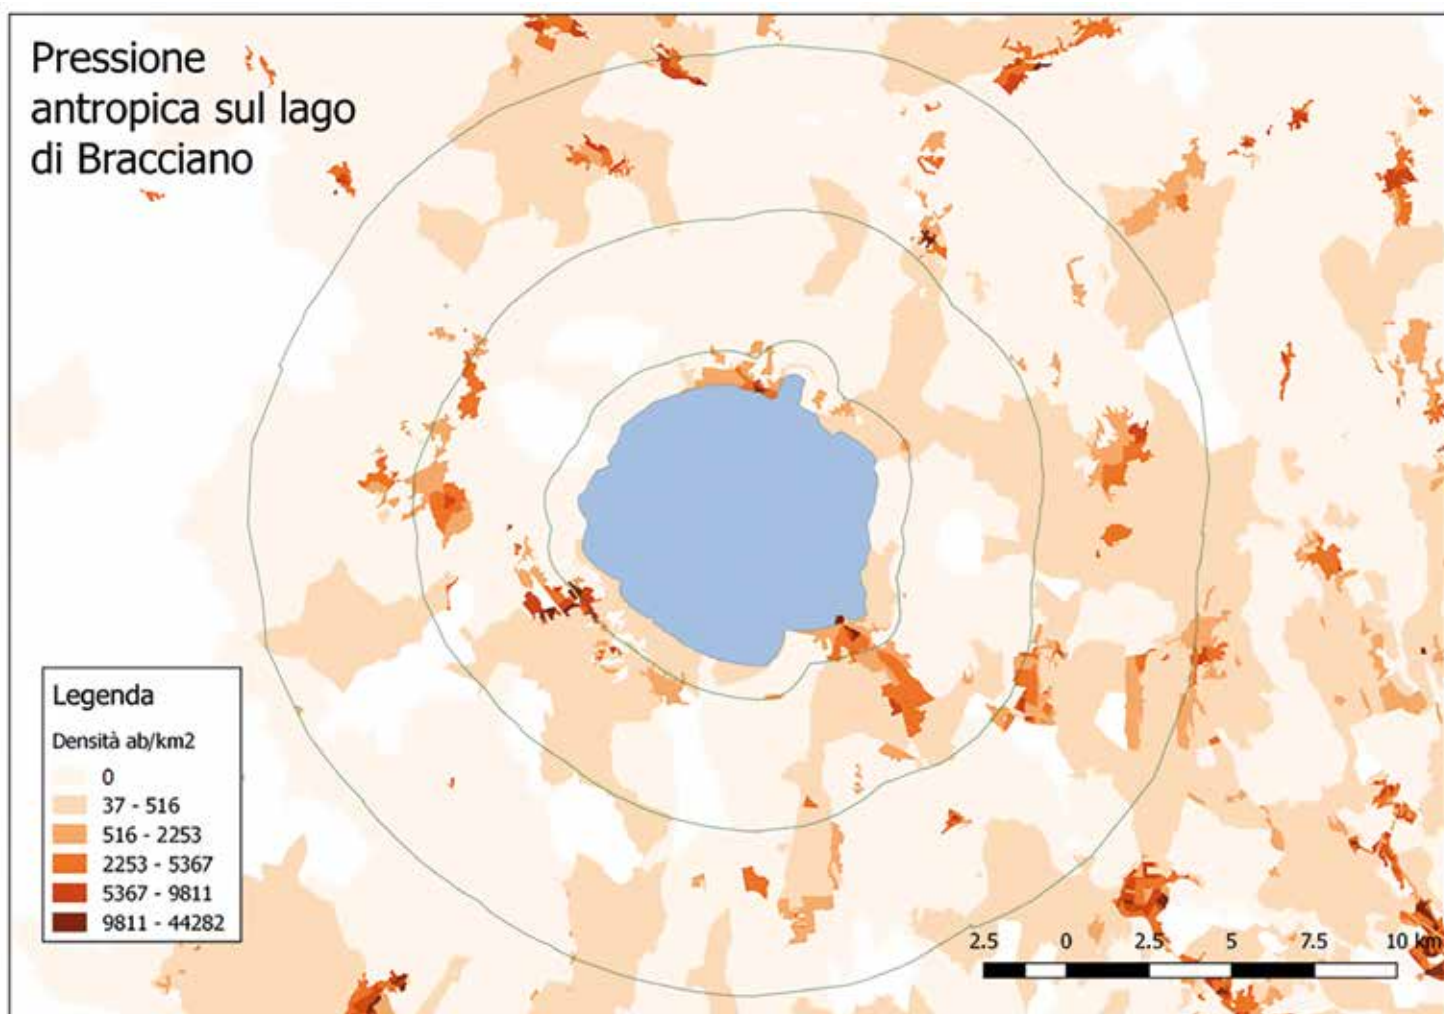 Pressione
antropica sul lago
di Bracciano
Legenda
Densità ab/km2
0
37 - 516
516 - 2253
2253 - 5367
5367 - 9811
9811 - 44282
2.5 0 2.5 5 7.5 10 km